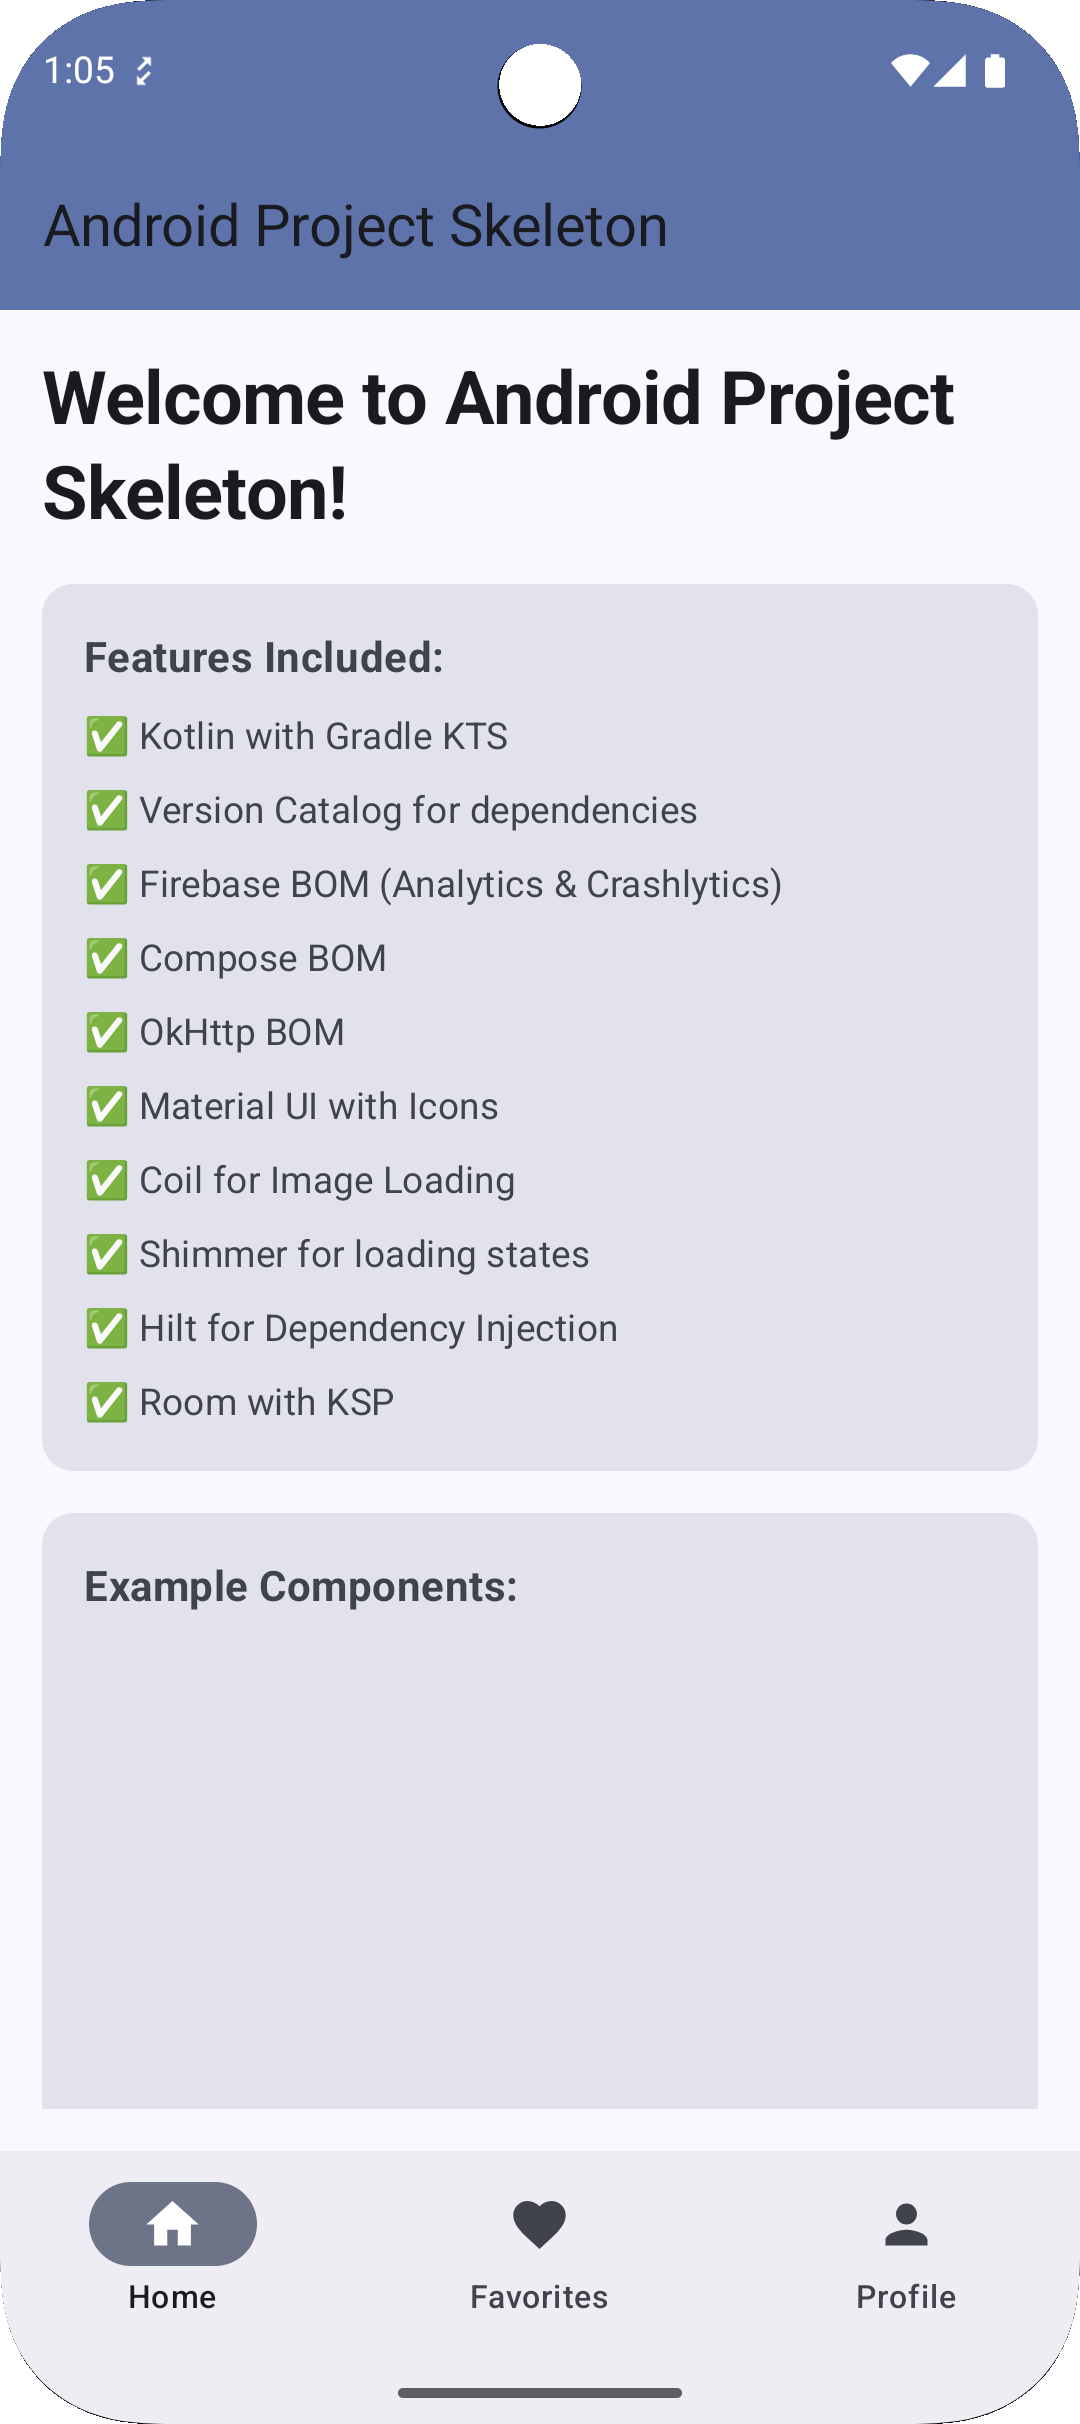 1:05
Android Project Skeleton
Welcome to Android Project
Skeleton!
Features Included:
✅ Kotlin with Gradle KTS
✅ Version Catalog for dependencies
✅ Firebase BOM (Analytics & Crashlytics)
✅ Compose BOM
✅ OkHttp BOM
✅ Material UI with Icons
✅ Coil for Image Loading
✅ Shimmer for loading states
✅ Hilt for Dependency Injection
✅ Room with KSP
Example Components:
Home
Favorites
Profile